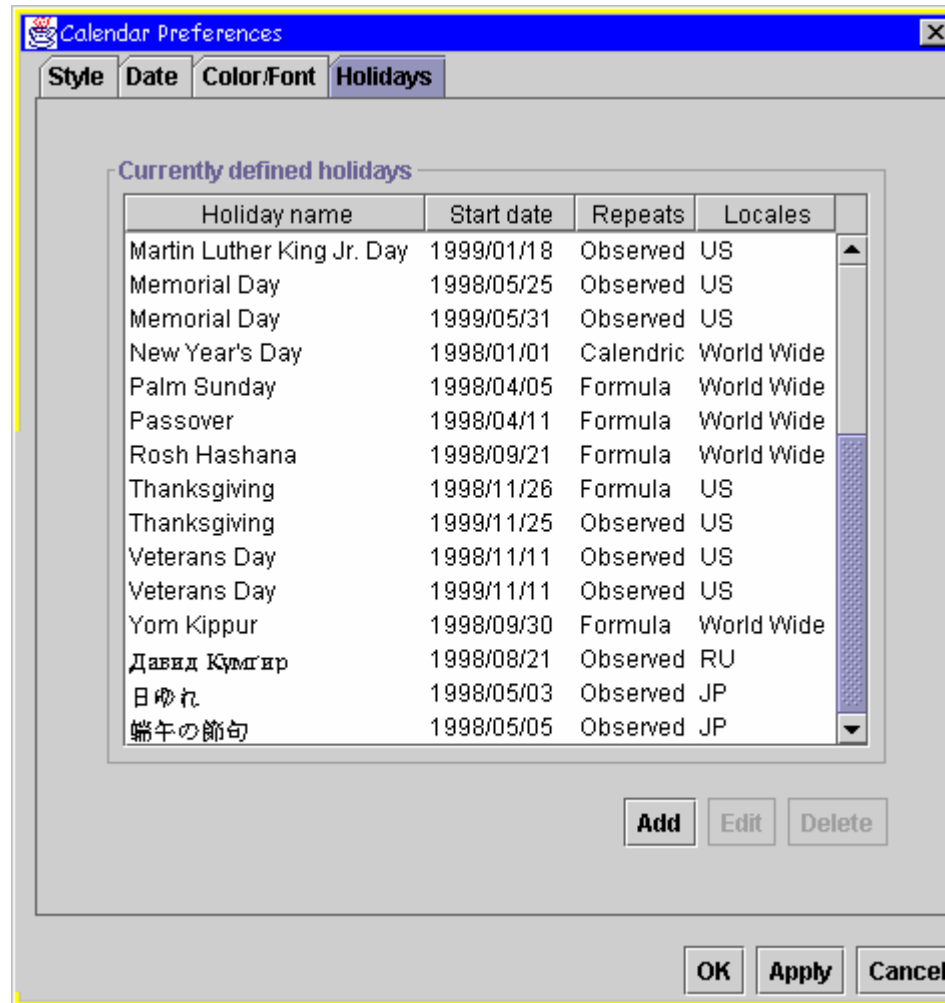 Calendar Preferences
Style Date Color/Font Holidays
Currently defined holidays
Holiday name Start date Repeats Locales
Martin Luther King Jr. Day 1999/01/18 Observed US
Memorial Day 1998/05/25 Observed US
Memorial Day 1999/05/31 Observed US
New Year's Day 1998/01/01 Calendric World Wide
Palm Sunday 1998/04/05 Formula World Wide
Passover 1998/04/11 Formula World Wide
Rosh Hashana 1998/09/21 Formula World Wide
Thanksgiving 1998/11/26 Formula US
Thanksgiving 1999/11/25 Observed US
Veterans Day 1998/11/11 Observed US
Veterans Day 1999/11/11 Observed US
Yom Kippur 1998/09/30 Formula World Wide
Давид 1998/08/21 Observed RU
日ゆれ 1998/05/03 Observed JP
端午の節句 1998/05/05 Observed JP
Add Edit Delete
OK Apply Cancel